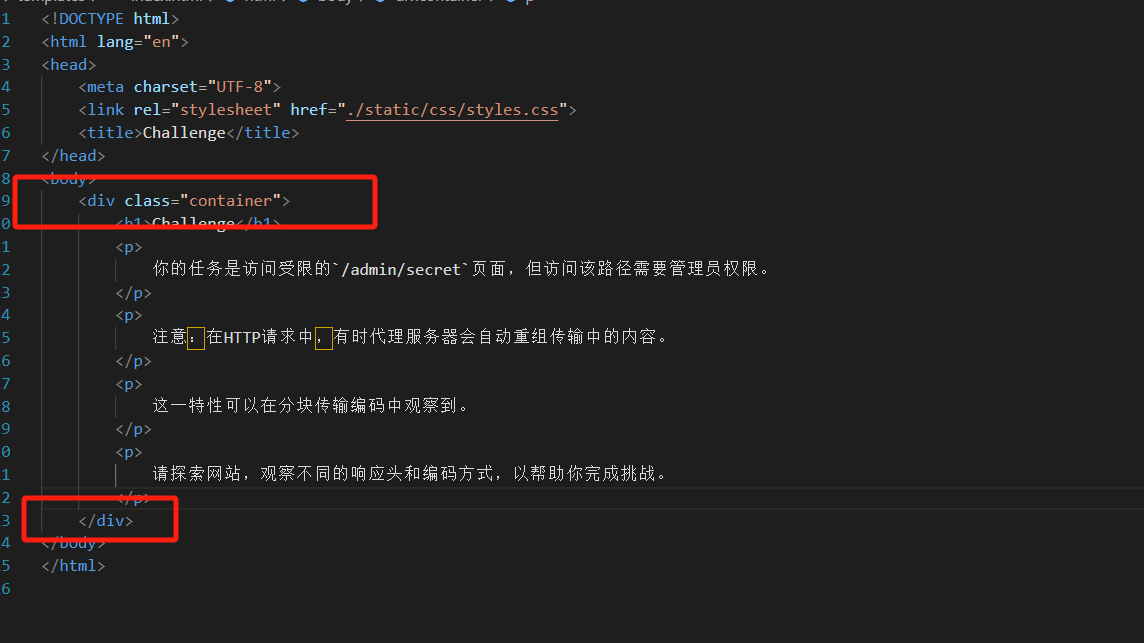 1 <!DOCTYPE html>
2 <html lang="en">
3 <head>
4 <meta charset="UTF-8">
5 <link rel="stylesheet" href="./static/css/styles.css">
6 <title>Challenge</title>
7 </head>
8 <body>
9 <div class="container">
0 <h1>Challenge</h1>
1 <p>
2 你的任务是访问受限的`/admin/secret`页面，但访问该路径需要管理员权限。
3 </p>
4 <p>
5 注意：在HTTP请求中，有时代理服务器会自动重组传输中的内容。
6 </p>
7 <p>
8 这一特性可以在分块传输编码中观察到。
9 </p>
0 <p>
1 请探索网站，观察不同的响应头和编码方式，以帮助你完成挑战。
2 </p>
3 </div>
4 </body>
5 </html>
6